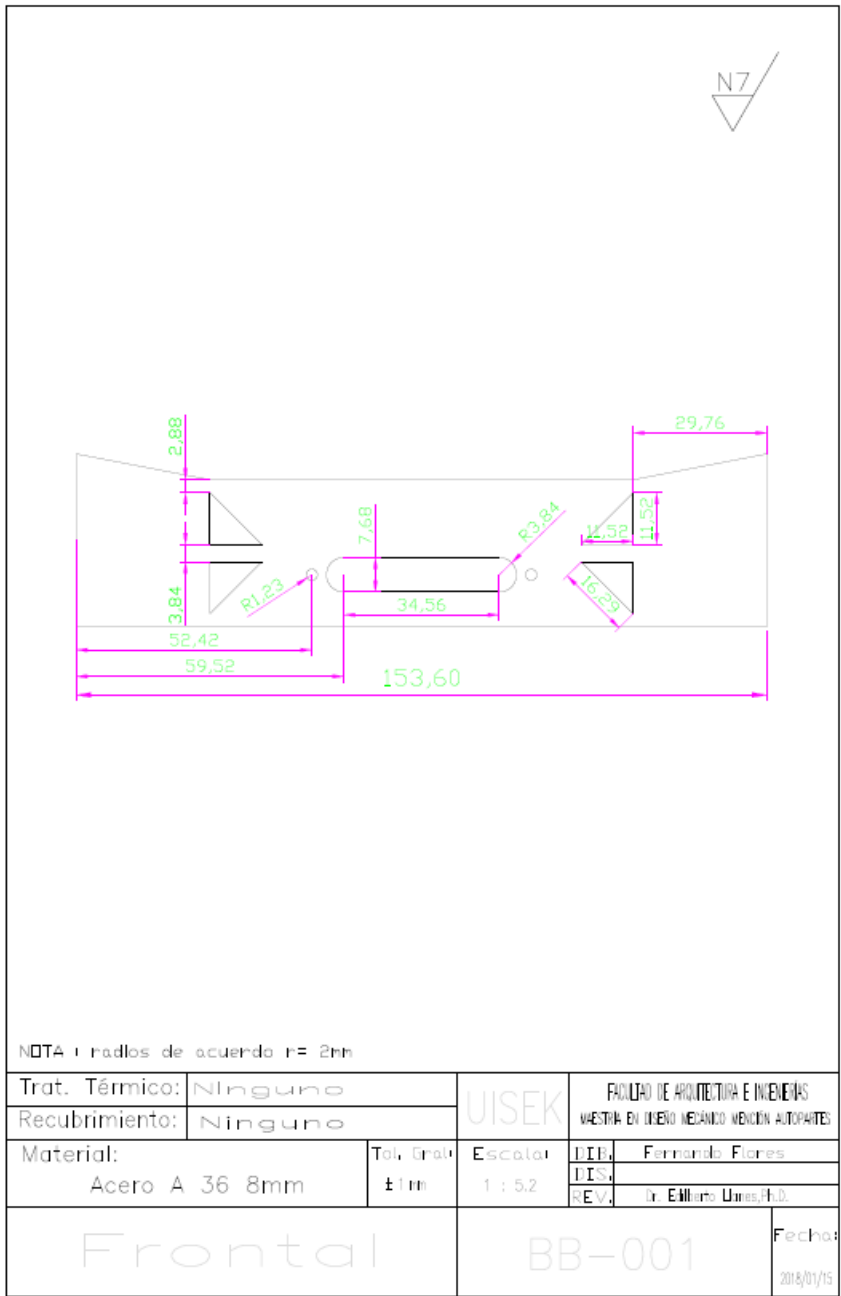 N7
2,88
29,76
7,68
R3,84
11,52
11,52
3,84
R1,23
34,56
16,29
52,42
59,52
153,60
NOTA : radios de acuerdo r= 2mm
Trat. Térmico: Ninguno
Recubrimiento: Ninguno
UISEK
FACULTAD DE ARQUITECTURA E INGENIERÍAS
MAESTRÍA EN DISEÑO MECÁNICO MENCIÓN AUTOPARTES
Material:
Acero A 36 8mm
Tol. Gral:
±1 mm
Escala:
1 : 5.2
DIB. Fernando Flores
DIS.
REV. Dr. Edilberto Llanes,Ph.D.
Frontal
BB-001
Fecha:
2018/01/15